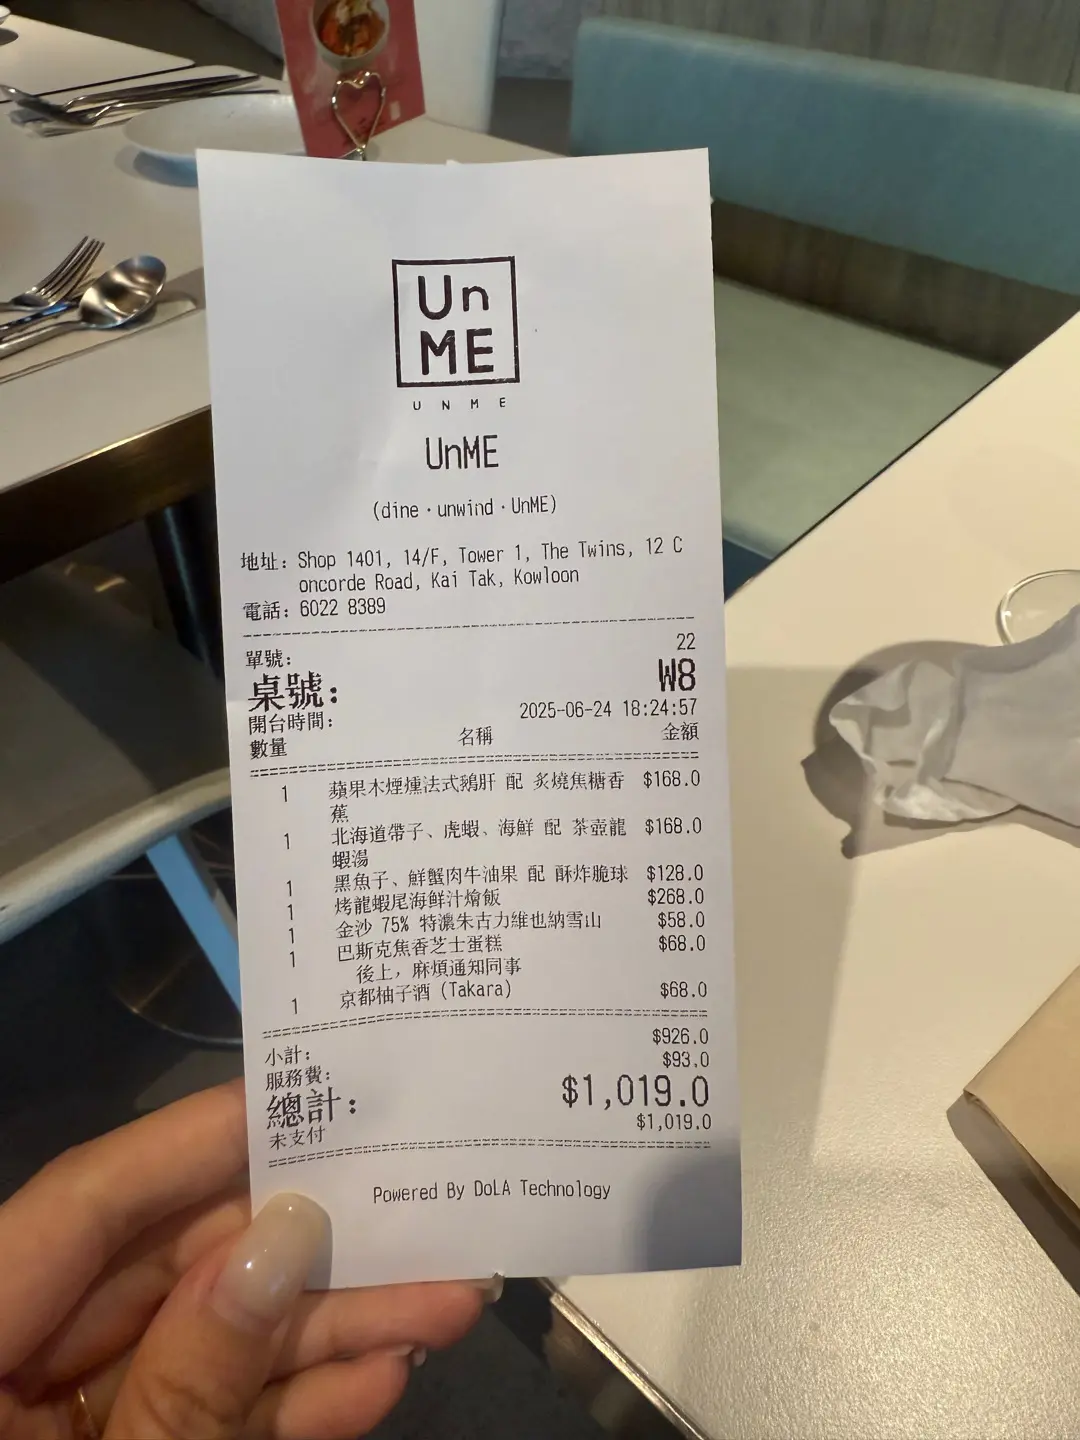 Un
ME
UNME
UnME
(dine·unwind·UnME)
地址: Shop 1401, 14/F, Tower 1, The Twins, 12 C
oncorde Road, Kai Tak, Kowloon
電話: 6022 8389
單號: 22
桌號: W8
開台時間: 2025-06-24 18:24:57
數量 名稱 金額
1 蘋果木煙燻法式鵝肝 配 炙燒焦糖香 $168.0
蕉
1 北海道帶子、虎蝦、海鮮 配 茶壺龍 $168.0
蝦湯
1 黑魚子、鮮蟹肉牛油果 配 酥炸脆球 $128.0
1 烤龍蝦尾海鮮汁燴飯 $268.0
1 金沙 75% 特濃朱古力維也納雪山 $58.0
1 巴斯克焦香芝士蛋糕 $68.0
後上, 麻煩通知同事
1 京都柚子酒 (Takara) $68.0
小計: $926.0
服務費: $93.0
總計: $1,019.0
未支付 $1,019.0
Powered By DoLA Technology